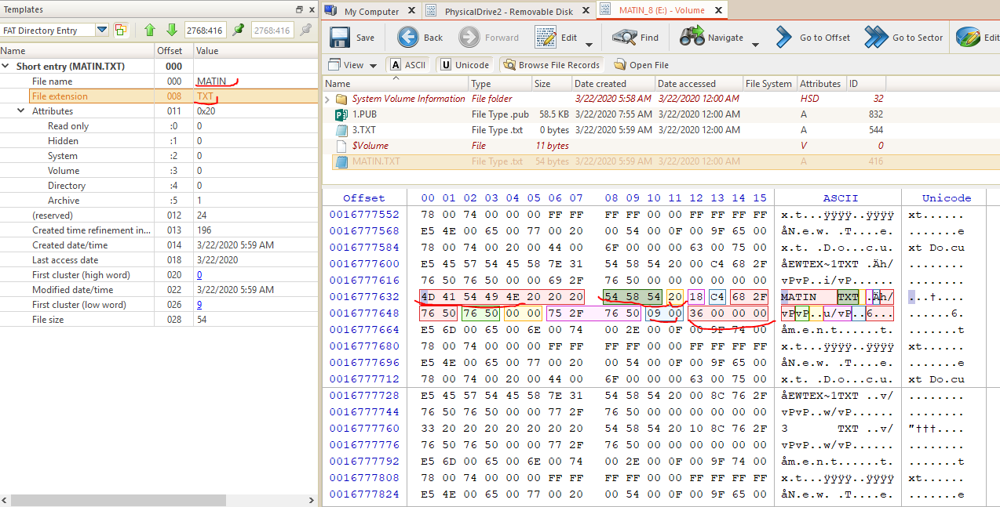 Templates
FAT Directory Entry 2768:416 2768:416
Name Offset Value
Short entry (MATIN.TXT) 000
File name 000 MATIN
File extension 008 TXT
Attributes 011 0x20
Read only :0 0
Hidden :1 0
System :2 0
Volume :3 0
Directory :4 0
Archive :5 1
(reserved) 012 24
Created time refinement in... 013 196
Created date/time 014 3/22/2020 5:59 AM
Last access date 018 3/22/2020
First cluster (high word) 020 0
Modified date/time 022 3/22/2020 5:59 AM
First cluster (low word) 026 9
File size 028 54
My Computer PhysicalDrive2 - Removable Disk MATIN_8 (E:) - Volume
Save Back Forward Edit Find Navigate Go to Offset Go to Sector Edit
View A ASCII U Unicode Browse File Records Open File
Name Type Size Date created Date accessed File System Attributes ID
System Volume Information File folder 3/22/2020 5:58 AM 3/22/2020 12:00 AM HSD 32
1.PUB File Type .pub 58.5 KB 3/22/2020 7:55 AM 3/22/2020 12:00 AM A 832
3.TXT File Type .txt 0 bytes 3/22/2020 5:59 AM 3/22/2020 12:00 AM A 544
$Volume File 11 bytes V 0
MATIN.TXT File Type .txt 54 bytes 3/22/2020 5:59 AM 3/22/2020 12:00 AM A 416
Offset 00 01 02 03 04 05 06 07 08 09 10 11 12 13 14 15 ASCII Unicode
0016777552 78 00 74 00 00 00 FF FF FF FF 00 00 FF FF FF FF x.t...ÿÿÿÿ..ÿÿÿÿ xt......
0016777568 E5 4E 00 65 00 77 00 20 00 54 00 0F 00 9F 65 00 åN.e.w. .T....e. .......e
0016777584 78 00 74 00 20 00 44 00 6F 00 00 00 63 00 75 00 x.t. .D.o...c.u. xt Do.cu
0016777600 E5 45 57 54 45 58 7E 31 54 58 54 20 00 C4 68 2F åEWTEX~1TXT .Äh/ ........
0016777616 76 50 76 50 00 00 69 2F 76 50 00 00 00 00 00 00 vPvP..i/vP...... ........
0016777632 4D 41 54 49 4E 20 20 20 54 58 54 20 18 C4 68 2F MATIN TXT .Äh/ ...†....
0016777648 76 50 76 50 00 00 75 2F 76 50 09 00 36 00 00 00 vPvP..u/vP..6... ......6.
0016777664 E5 6D 00 65 00 6E 00 74 00 2E 00 0F 00 9F 74 00 åm.e.n.t......t. .......t
0016777680 78 00 74 00 00 00 FF FF FF FF 00 00 FF FF FF FF x.t...ÿÿÿÿ..ÿÿÿÿ xt......
0016777696 E5 4E 00 65 00 77 00 20 00 54 00 0F 00 9F 65 00 åN.e.w. .T....e. .......e
0016777712 78 00 74 00 20 00 44 00 6F 00 00 00 63 00 75 00 x.t. .D.o...c.u. xt Do.cu
0016777728 E5 45 57 54 45 58 7E 31 54 58 54 20 00 8C 76 2F åEWTEX~1TXT ..v/ ........
0016777744 76 50 76 50 00 00 77 2F 76 50 00 00 00 00 00 00 vPvP..w/vP...... ........
0016777760 33 20 20 20 20 20 20 20 54 58 54 20 10 8C 76 2F 3 TXT ..v/ "†††....
0016777776 76 50 76 50 00 00 77 2F 76 50 00 00 00 00 00 00 vPvP..w/vP...... ........
0016777792 E5 6D 00 65 00 6E 00 74 00 2E 00 0F 00 9F 74 00 åm.e.n.t......t. .......t
0016777808 78 00 74 00 00 00 FF FF FF FF 00 00 FF FF FF FF x.t...ÿÿÿÿ..ÿÿÿÿ xt......
0016777824 E5 4E 00 65 00 77 00 20 00 54 00 0F 00 9F 65 00 åN.e.w. .T....e. .......e